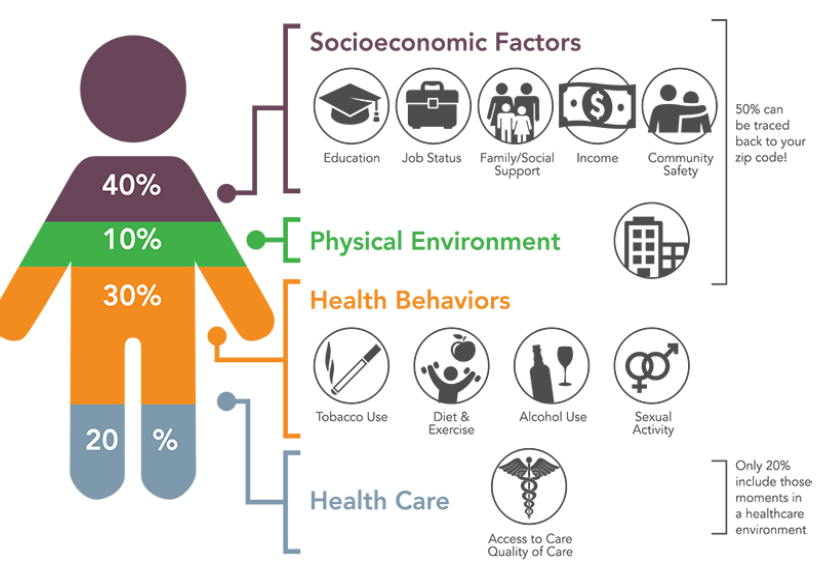 Socioeconomic Factors
Education
Job Status
Family/Social
Support
Income
Community
Safety
50% can
be traced
back to your
zip code!
40%
10%
Physical Environment
30%
Health Behaviors
Tobacco Use
Diet &
Exercise
Alcohol Use
Sexual
Activity
20 %
Health Care
Access to Care
Quality of Care
Only 20%
include those
moments in
a healthcare
environment